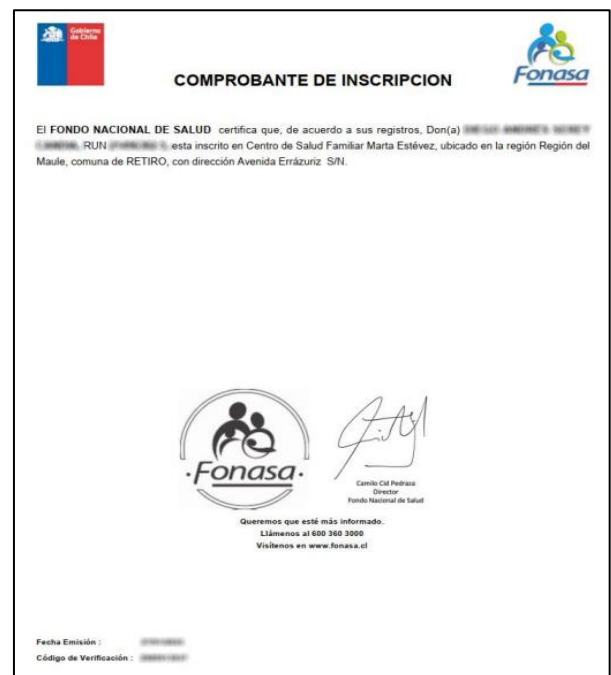 Gobierno
de Chile
Fonasa
COMPROBANTE DE INSCRIPCION
El FONDO NACIONAL DE SALUD certifica que, de acuerdo a sus registros, Don(a)
RUN esta inscrito en Centro de Salud Familiar Marta Estévez, ubicado en la región Región del
Maule, comuna de RETIRO, con dirección Avenida Errázuriz S/N.
·Fonasa·
Camilo Cid Pedraza
Director
Fondo Nacional de Salud
Queremos que esté más informado.
Llámenos al 600 360 3000
Visítenos en www.fonasa.cl
Fecha Emisión :
Código de Verificación :